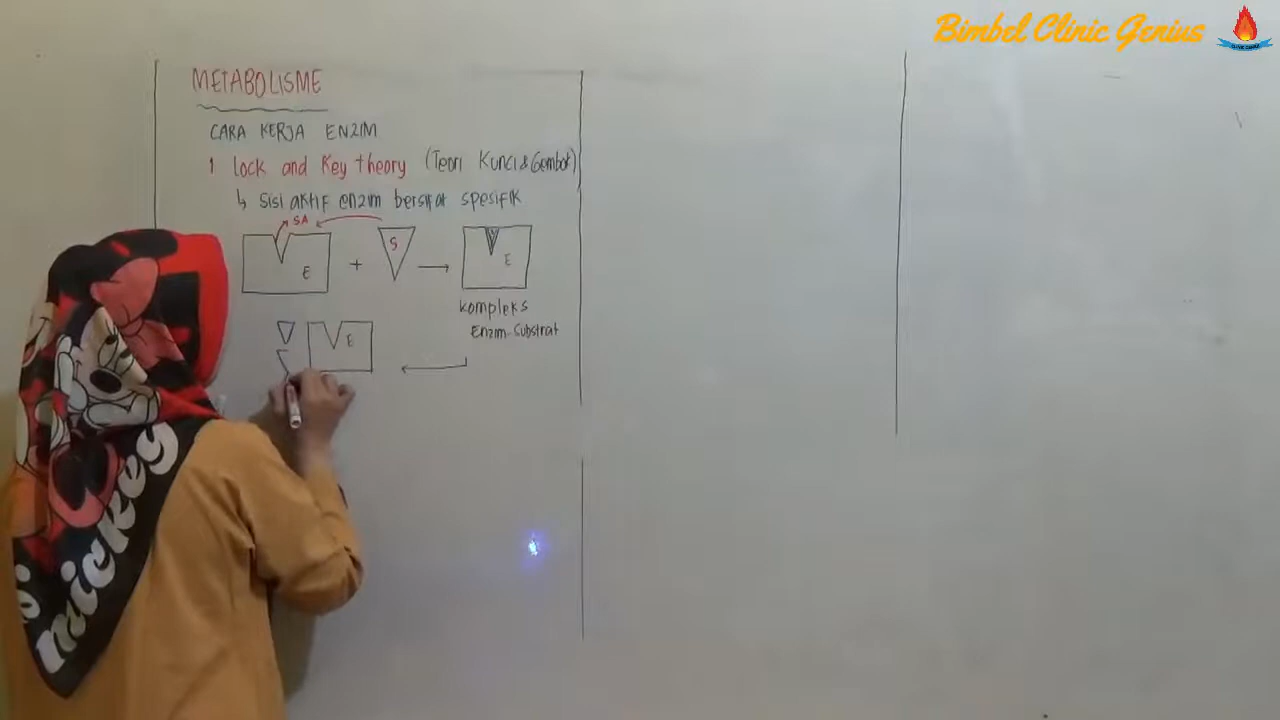 Bimbel Clinic Genius
METABOLISME
CARA KERJA ENZIM
1 Lock and Key theory (Teori Kunci & Gembok)
↳ Sisi aktif enzim bersifat spesifik
SA
E + S → E
kompleks
Enzim-Substrat
E
mickey